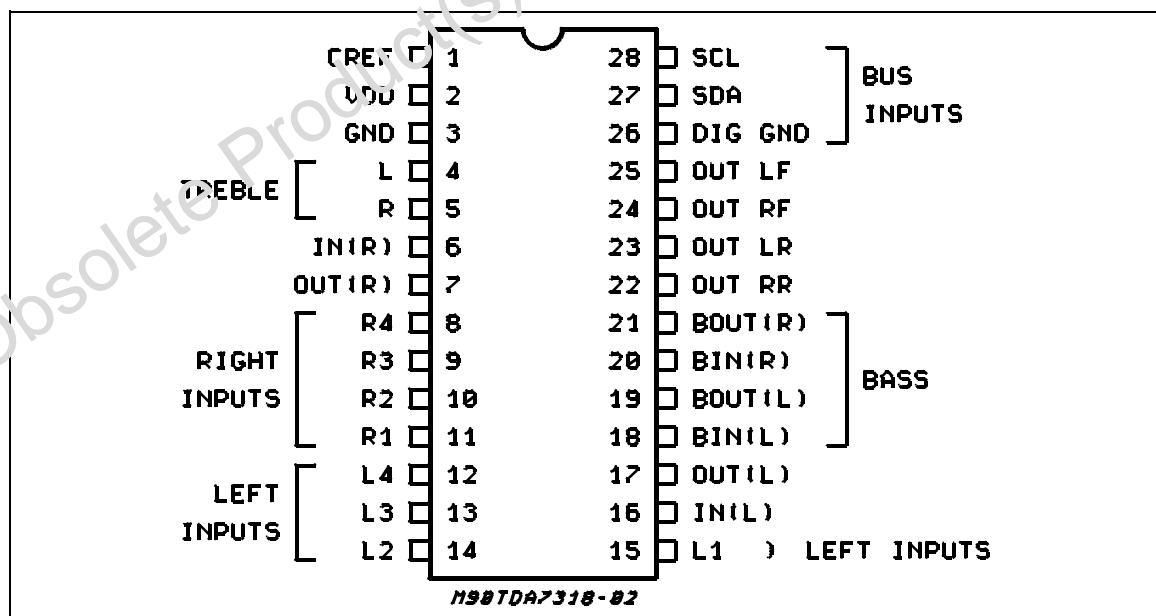 Obsolete Product(s)
CREF 1 28 SCL
VDD 2 27 SDA
BUS INPUTS
GND 3 26 DIG GND
TREBLE
L 4 25 OUT LF
R 5 24 OUT RF
IN(R) 6 23 OUT LR
OUT(R) 7 22 OUT RR
RIGHT INPUTS
R4 8 21 BOUT(R)
R3 9 20 BIN(R)
BASS
R2 10 19 BOUT(L)
R1 11 18 BIN(L)
LEFT INPUTS
L4 12 17 OUT(L)
L3 13 16 IN(L)
L2 14 15 L1 ) LEFT INPUTS
M90TDA7318-02